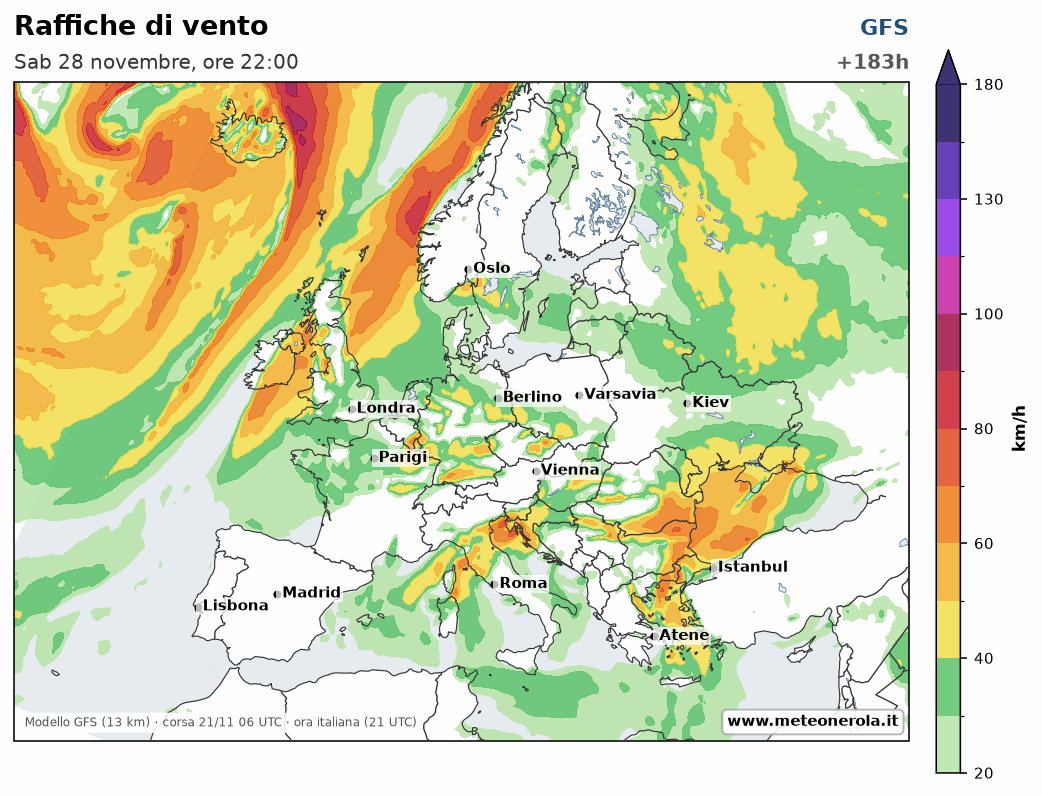 Raffiche di vento
GFS
Sab 28 novembre, ore 22:00
+183h
180
130
100
80
60
40
20
km/h
Oslo
Berlino
Varsavia
Kiev
Londra
Parigi
Vienna
Istanbul
Roma
Madrid
Lisbona
Atene
Modello GFS (13 km) · corsa 21/11 06 UTC · ora italiana (21 UTC)
www.meteonerola.it